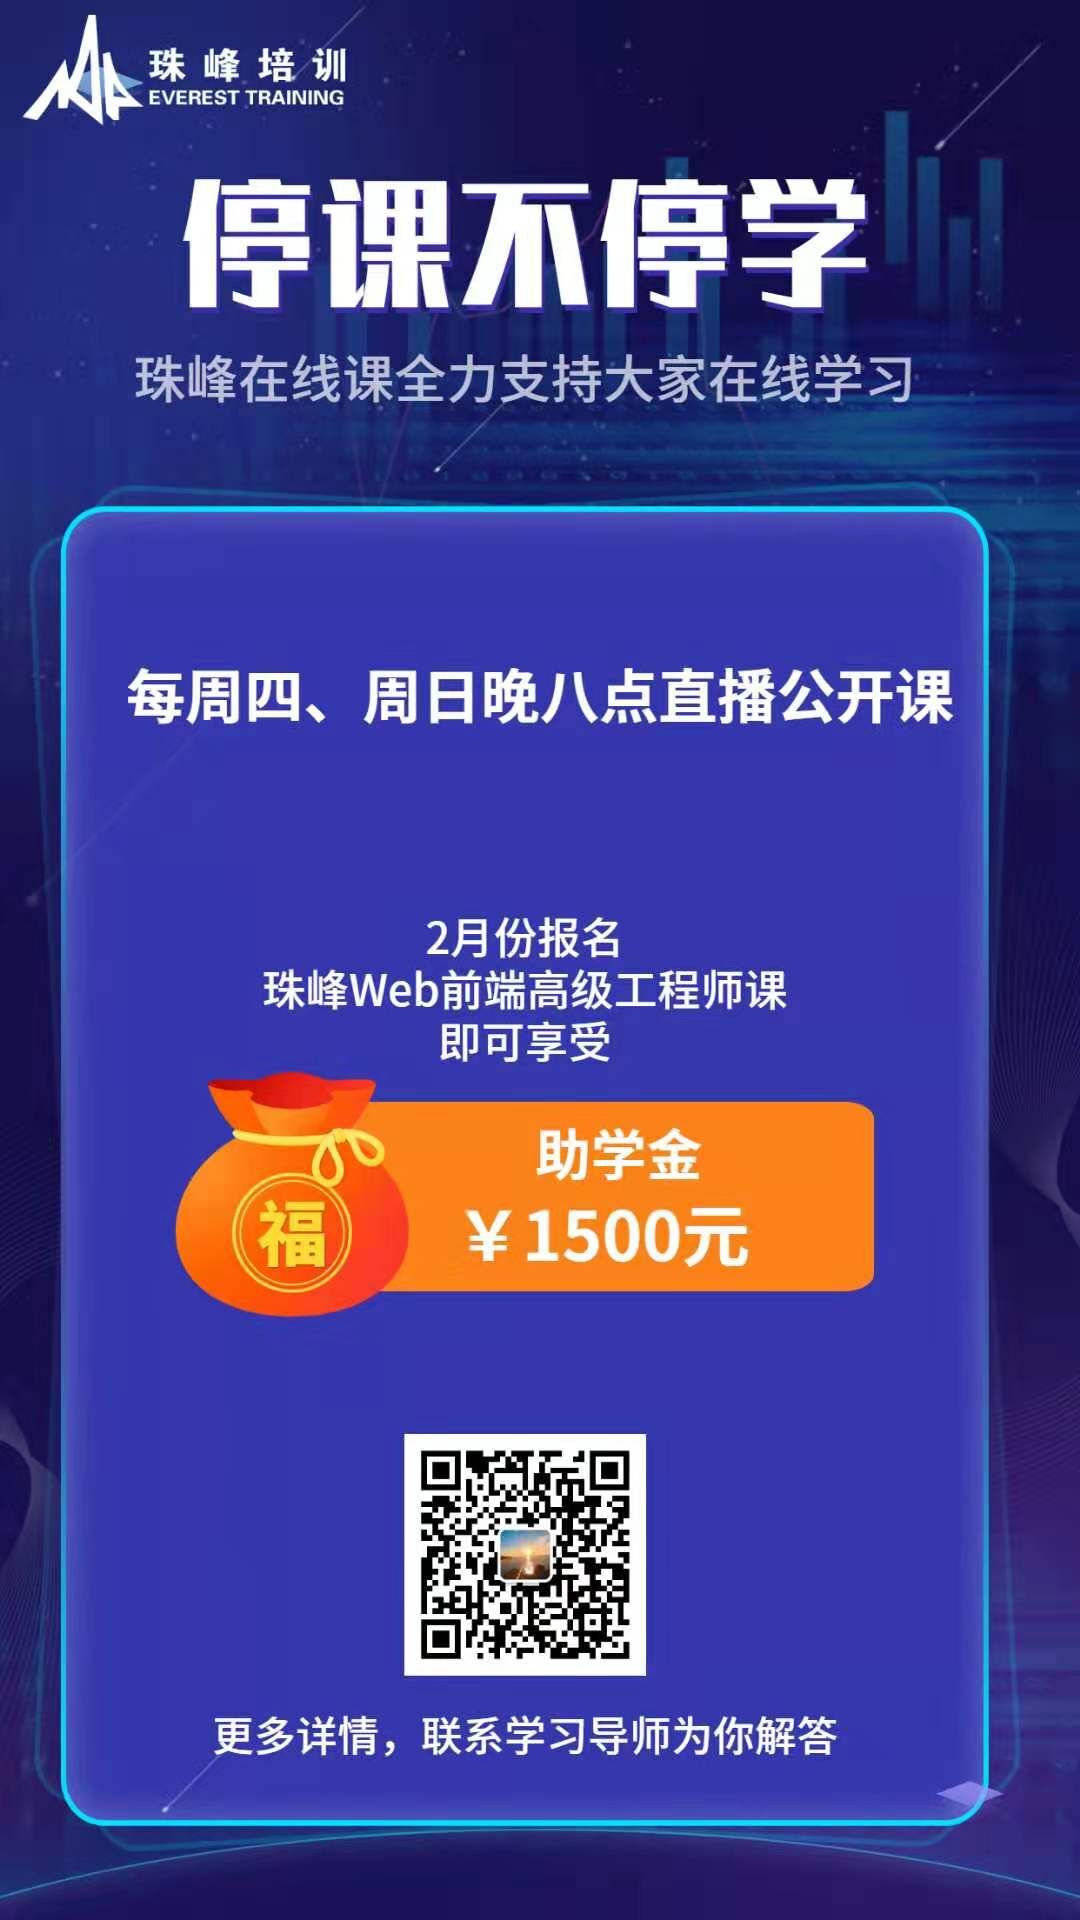 珠峰培训
EVEREST TRAINING
停课不停学
珠峰在线课全力支持大家在线学习
每周四、周日晚八点直播公开课
2月份报名
珠峰Web前端高级工程师课
即可享受
助学金
福
￥1500元
更多详情，联系学习导师为你解答